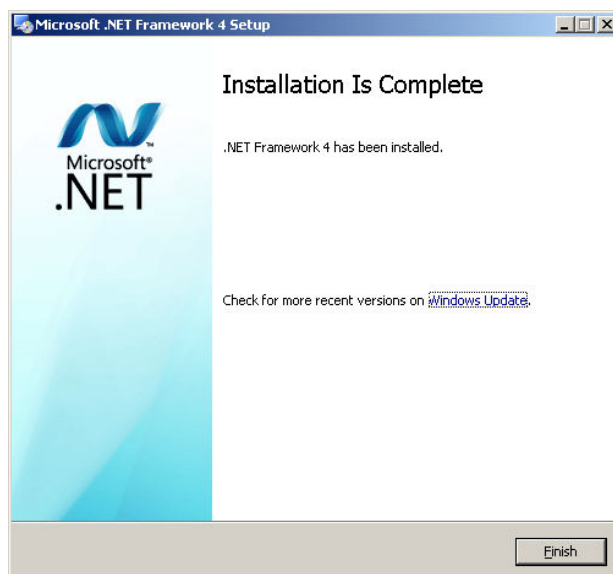 Microsoft .NET Framework 4 Setup
Installation Is Complete
.NET Framework 4 has been installed.
Microsoft®
.NET™
Check for more recent versions on Windows Update.
Finish